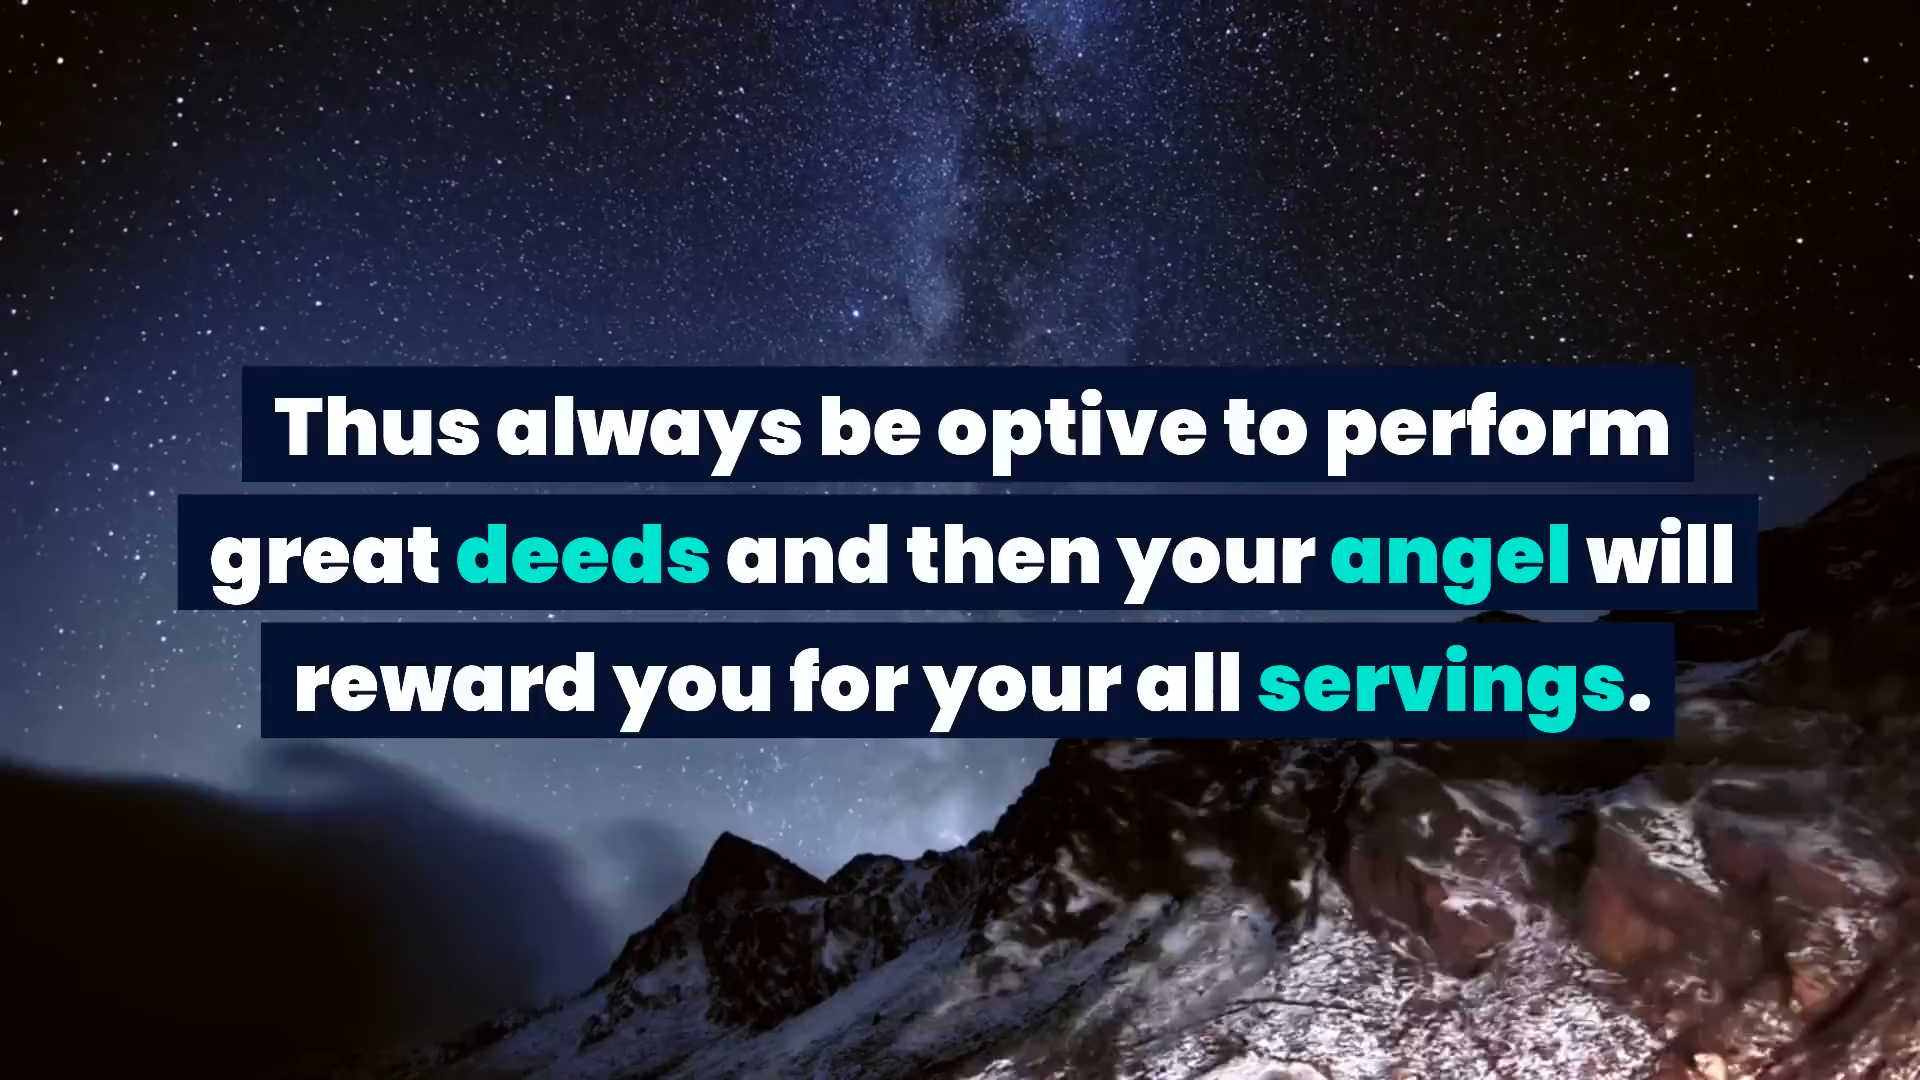 Thus always be optive to perform
great deeds and then your angel will
reward you for your all servings.